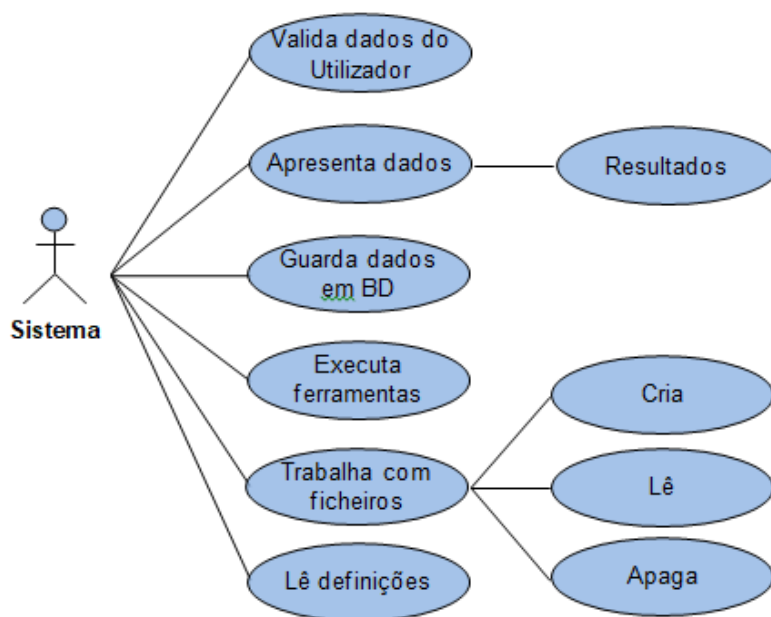 Valida dados do
Utilizador
Apresenta dados
Resultados
Guarda dados
em BD
Sistema
Executa
ferramentas
Cria
Trabalha com
ficheiros
Lê
Lê definições
Apaga